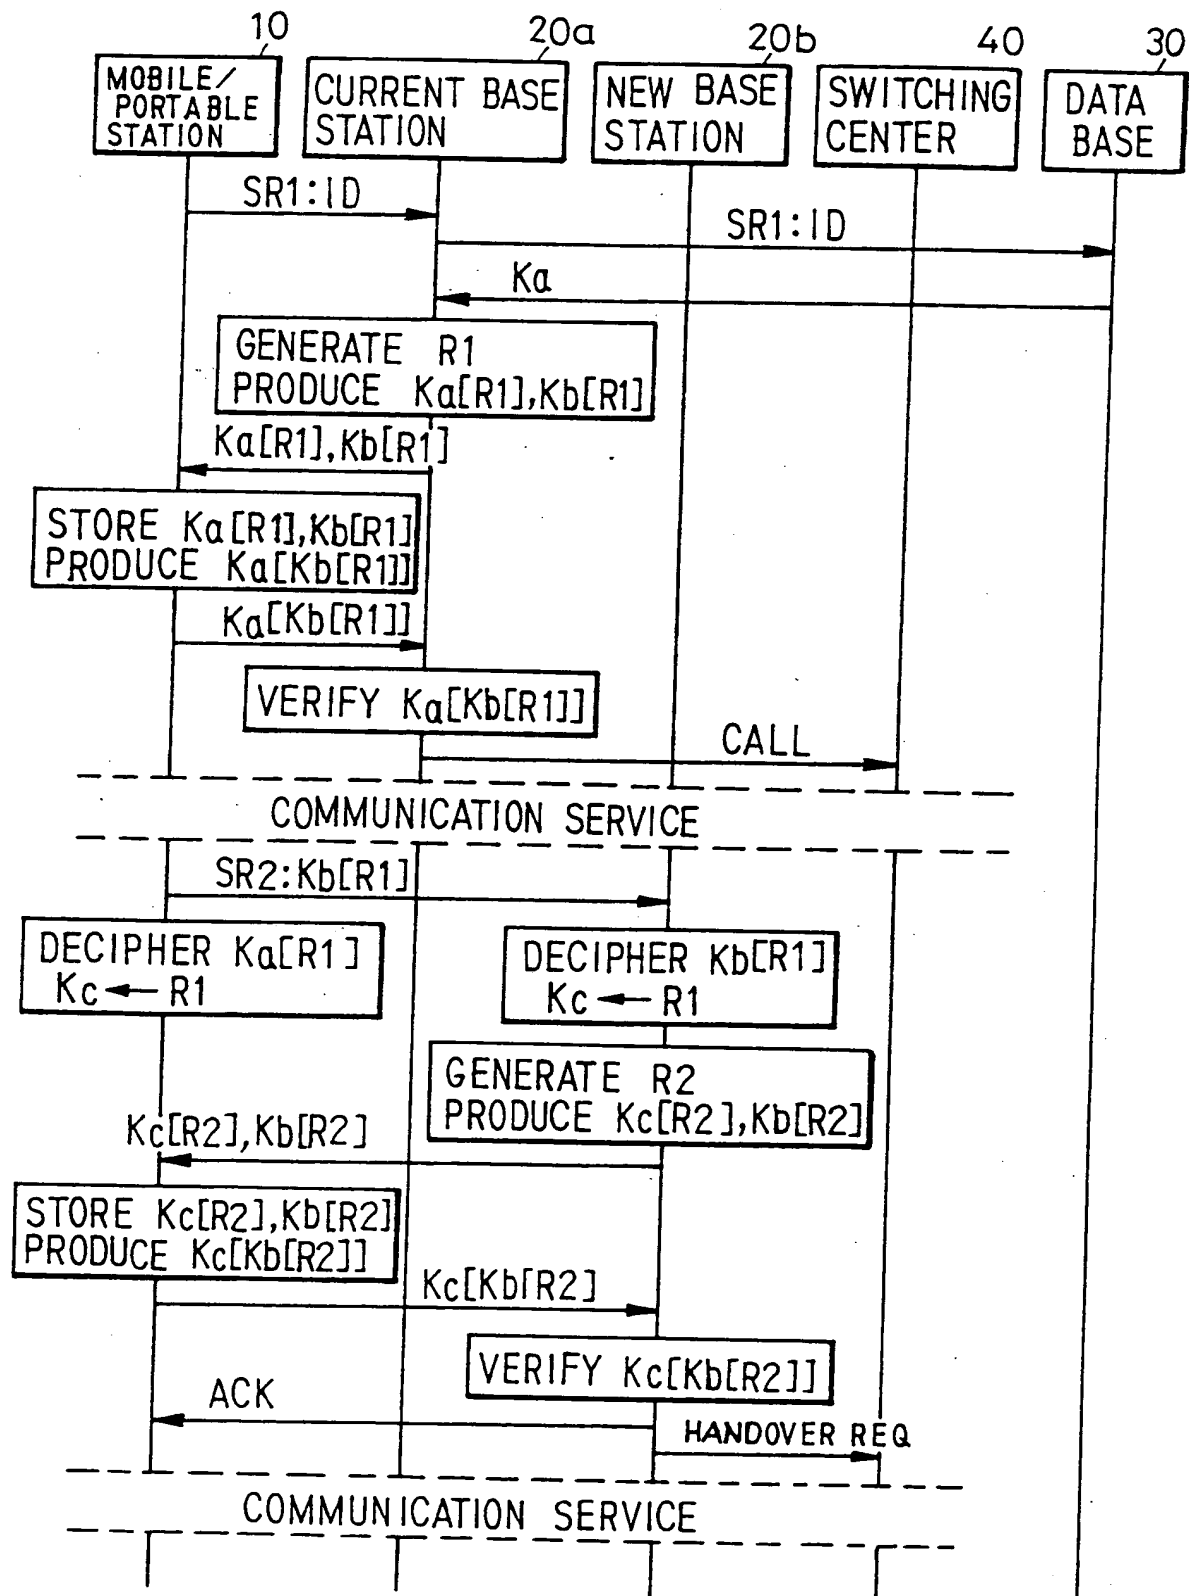 10
20a
20b
40
30
MOBILE/
PORTABLE
STATION
CURRENT BASE
STATION
NEW BASE
STATION
SWITCHING
CENTER
DATA
BASE
SR1:ID
SR1:ID
Ka
GENERATE R1
PRODUCE Ka[R1],Kb[R1]
Ka[R1],Kb[R1]
STORE Ka[R1],Kb[R1]
PRODUCE Ka[Kb[R1]]
Ka[Kb[R1]]
VERIFY Ka[Kb[R1]]
CALL
COMMUNICATION SERVICE
SR2:Kb[R1]
DECIPHER Ka[R1]
Kc ← R1
DECIPHER Kb[R1]
Kc ← R1
GENERATE R2
PRODUCE Kc[R2],Kb[R2]
Kc[R2],Kb[R2]
STORE Kc[R2],Kb[R2]
PRODUCE Kc[Kb[R2]]
Kc[Kb[R2]
VERIFY Kc[Kb[R2]]
ACK
HANDOVER REQ
COMMUNICATION SERVICE